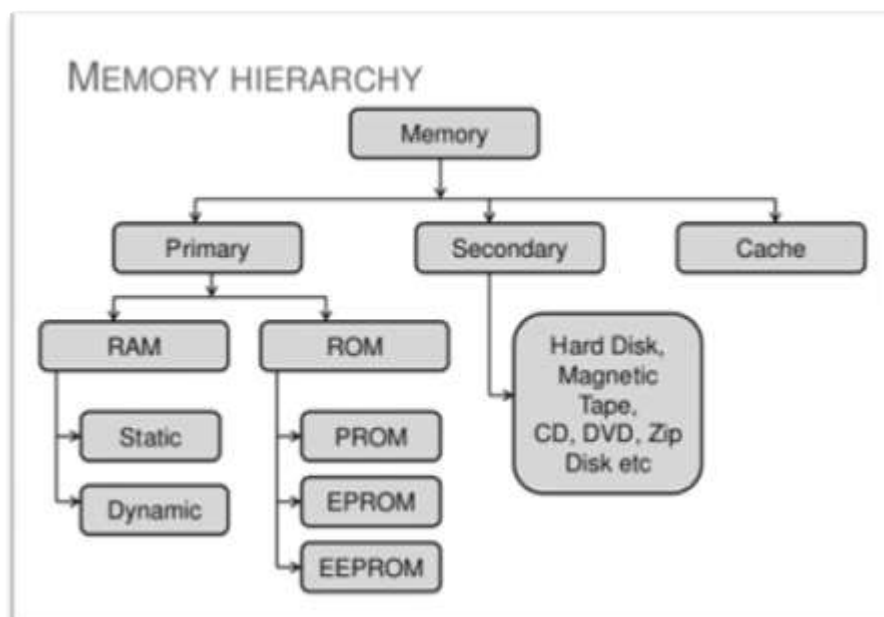 MEMORY HIERARCHY
Memory
Primary
Secondary
Cache
RAM
ROM
Hard Disk,
Magnetic
Tape,
CD, DVD, Zip
Disk etc
Static
PROM
Dynamic
EPROM
EEPROM